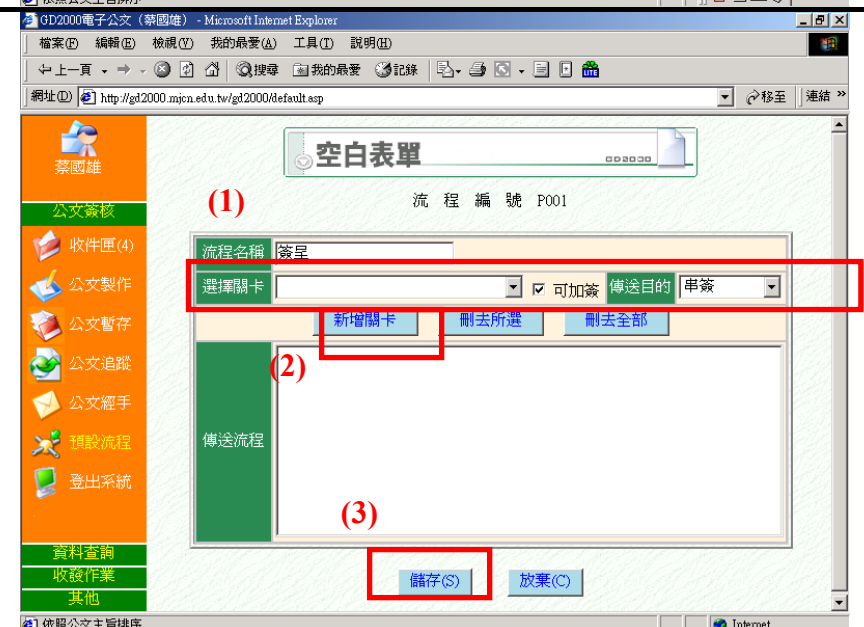 GD2000電子公文（蔡國雄） - Microsoft Internet Explorer
檔案(F) 編輯(E) 檢視(V) 我的最愛(A) 工具(T) 說明(H)
上一頁 搜尋 我的最愛 記錄
網址(D) http://gd2000.mjcn.edu.tw/gd2000/default.asp 移至 連結 »
蔡國雄
公文簽核
收件匣(4)
公文製作
公文暫存
公文追蹤
公文經手
預設流程
登出系統
資料查詢
收發作業
其他
空白表單
流 程 編 號 P001
(1)
流程名稱 簽呈
選擇關卡 可加簽 傳送目的 串簽
新增關卡 刪去所選 刪去全部
(2)
傳送流程
(3)
儲存(S) 放棄(C)
依照公文主旨排序 Internet